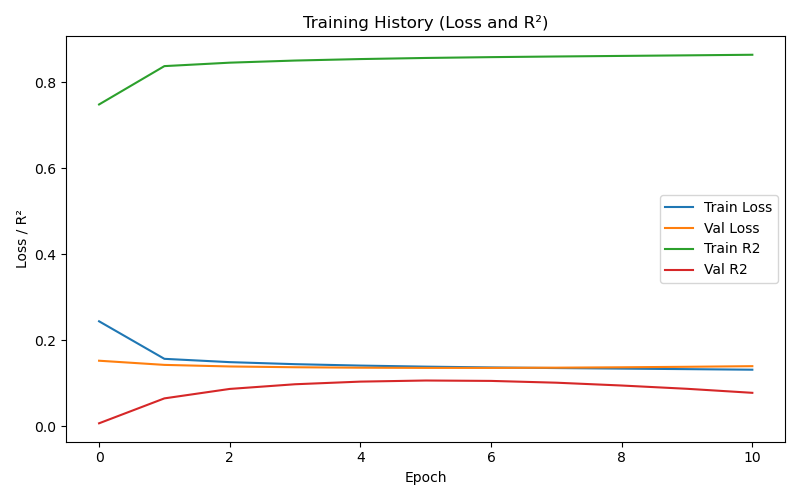 Training History (Loss and R²)
Loss / R²
0.8
0.6
0.4
0.2
0.0
Train Loss
Val Loss
Train R2
Val R2
0 2 4 6 8 10
Epoch